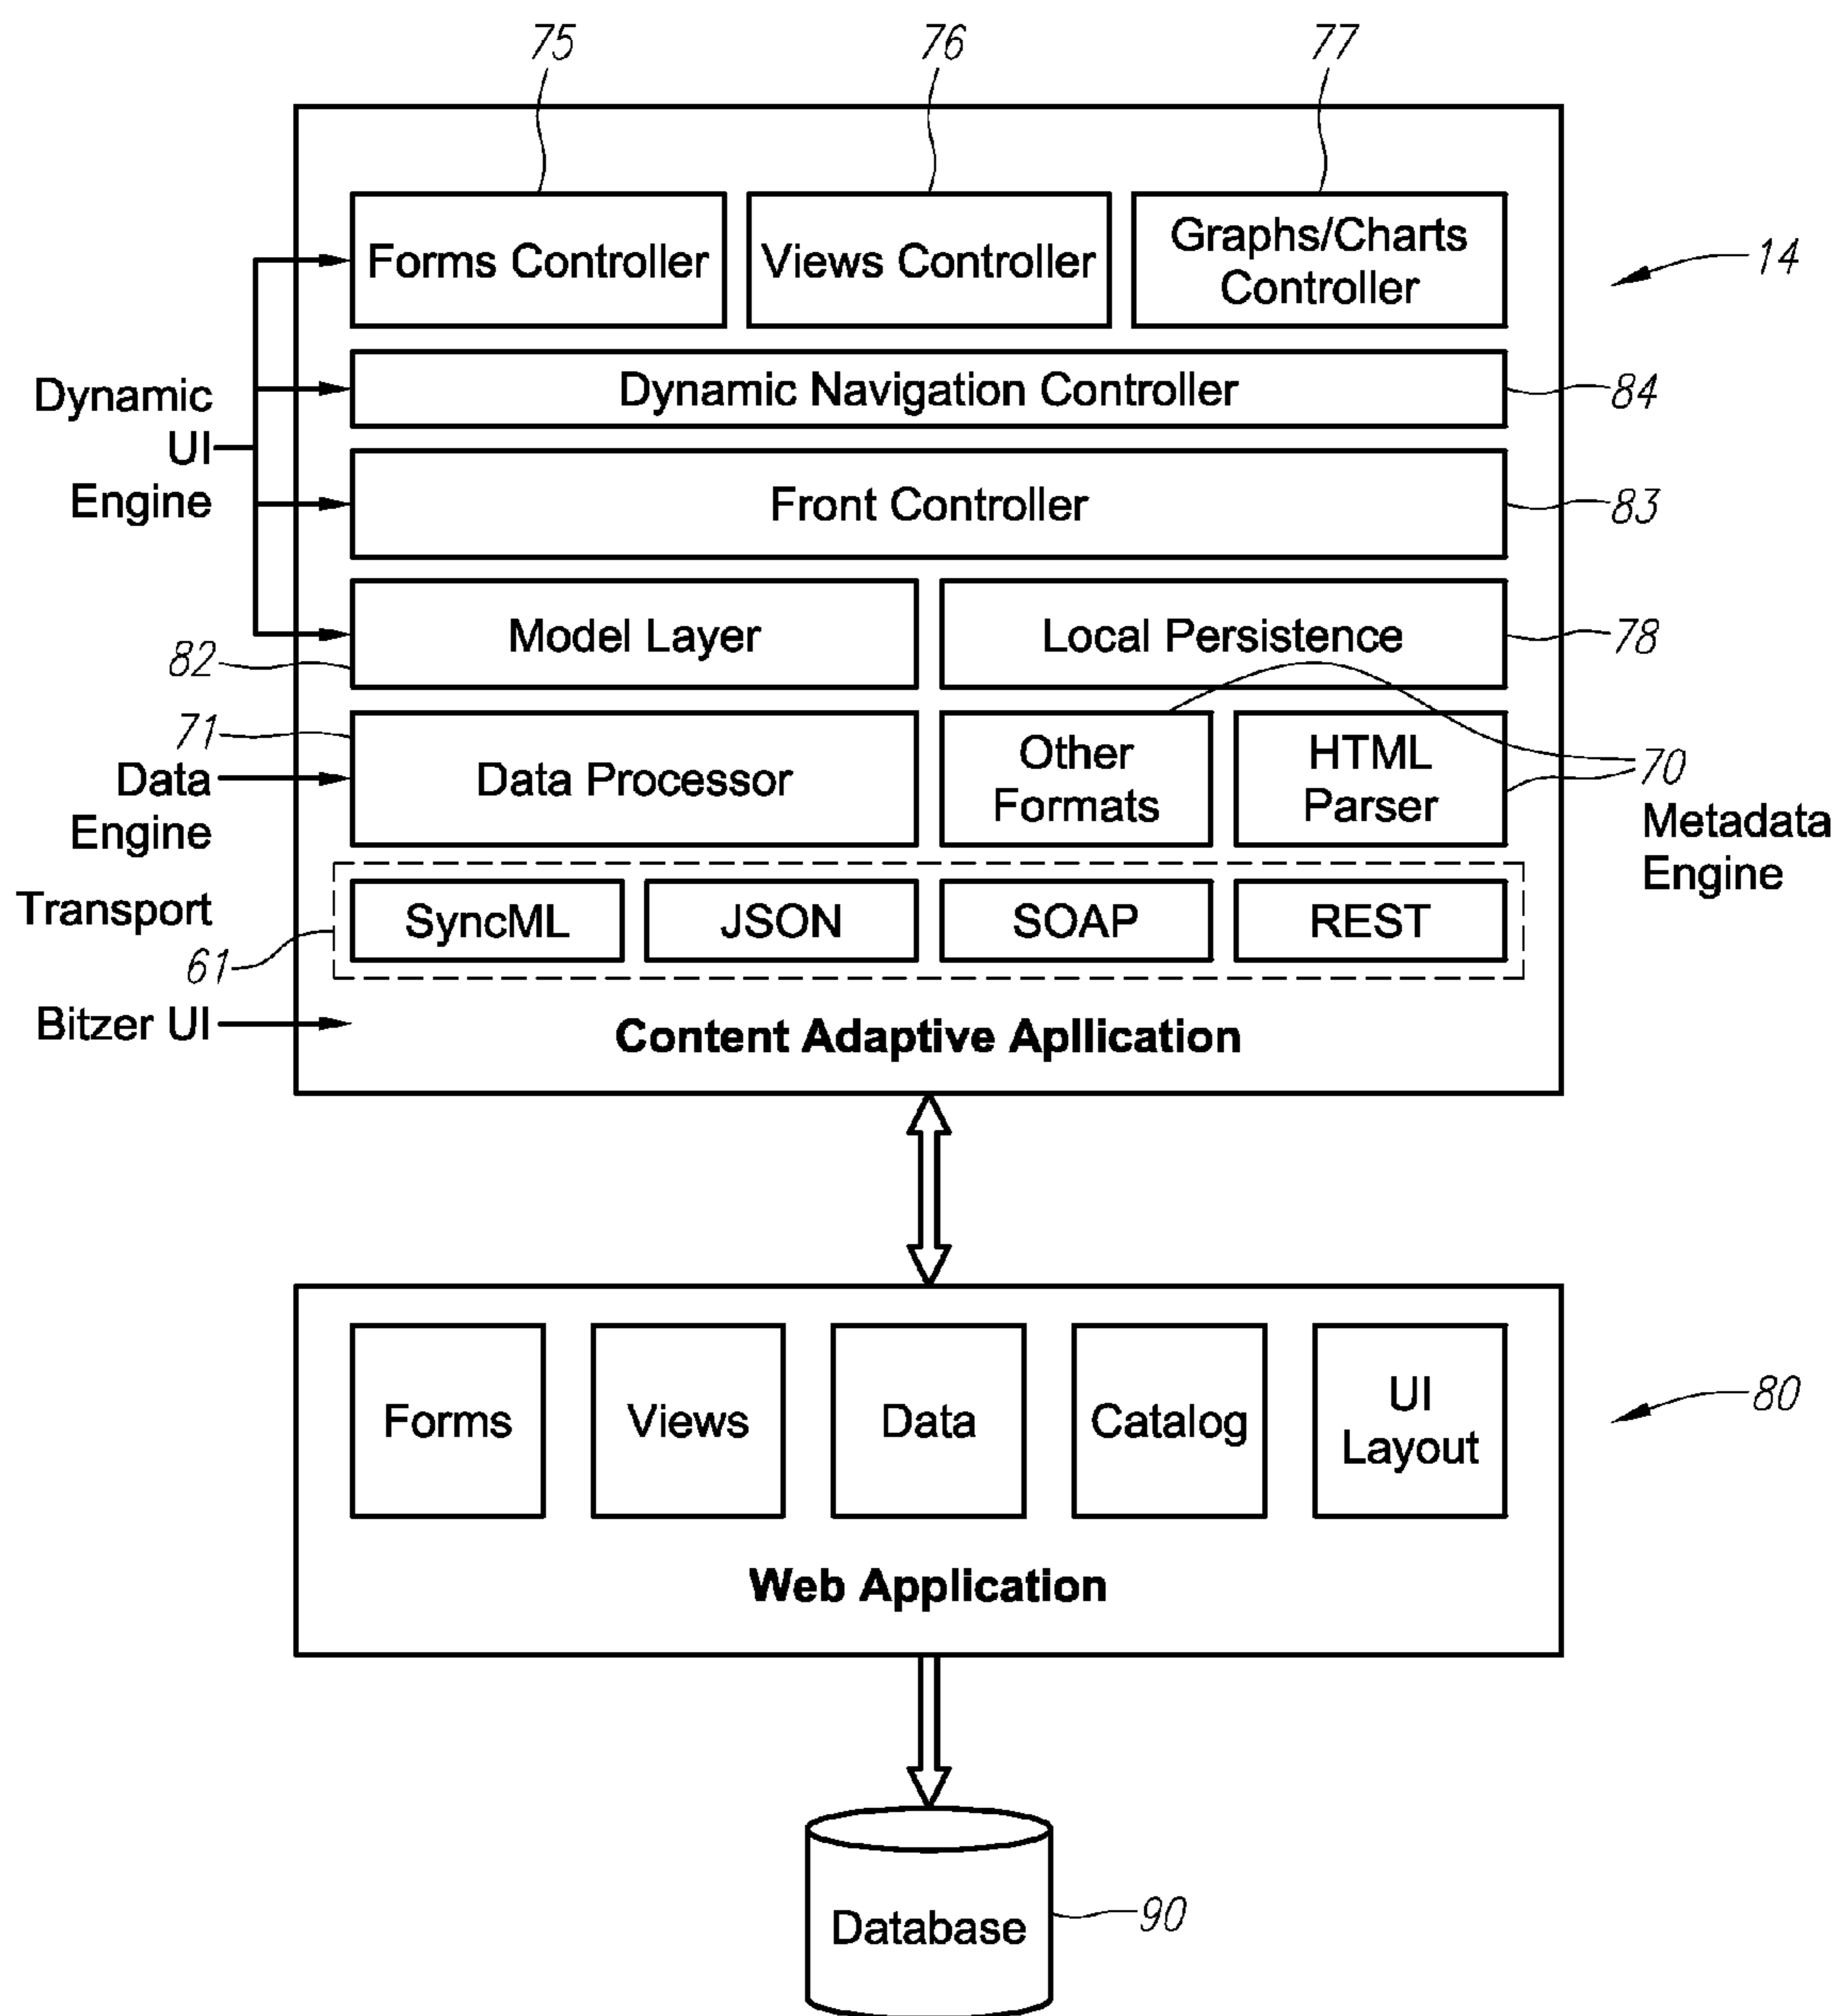 75
76
77
Forms Controller
Views Controller
Graphs/Charts
Controller
14
Dynamic
UI
Engine
Dynamic Navigation Controller
84
Front Controller
83
Model Layer
82
Local Persistence
78
71
Data
Engine
Data Processor
Other
Formats
HTML
Parser
70
Metadata
Engine
Transport
61
SyncML
JSON
SOAP
REST
Bitzer UI
Content Adaptive Apllication
Forms
Views
Data
Catalog
UI
Layout
80
Web Application
Database
90